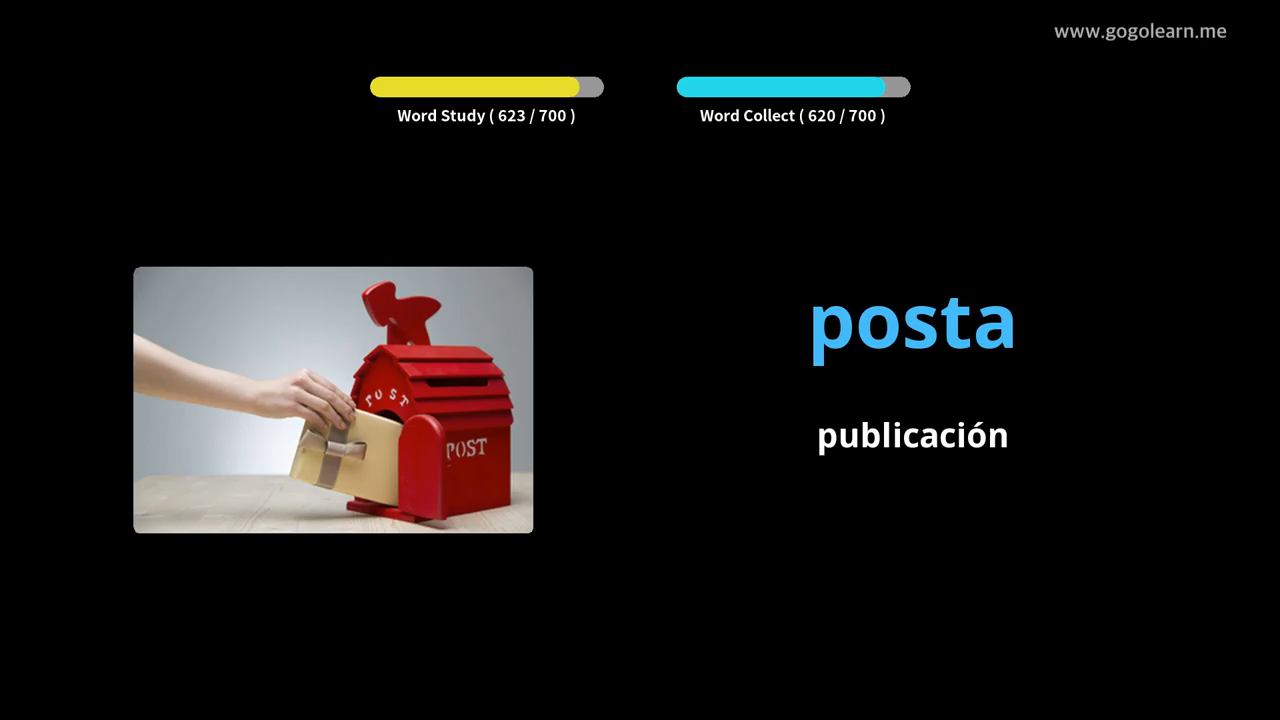 www.gogolearn.me
Word Study ( 623 / 700 )
Word Collect ( 620 / 700 )
POST
POST
posta
publicación